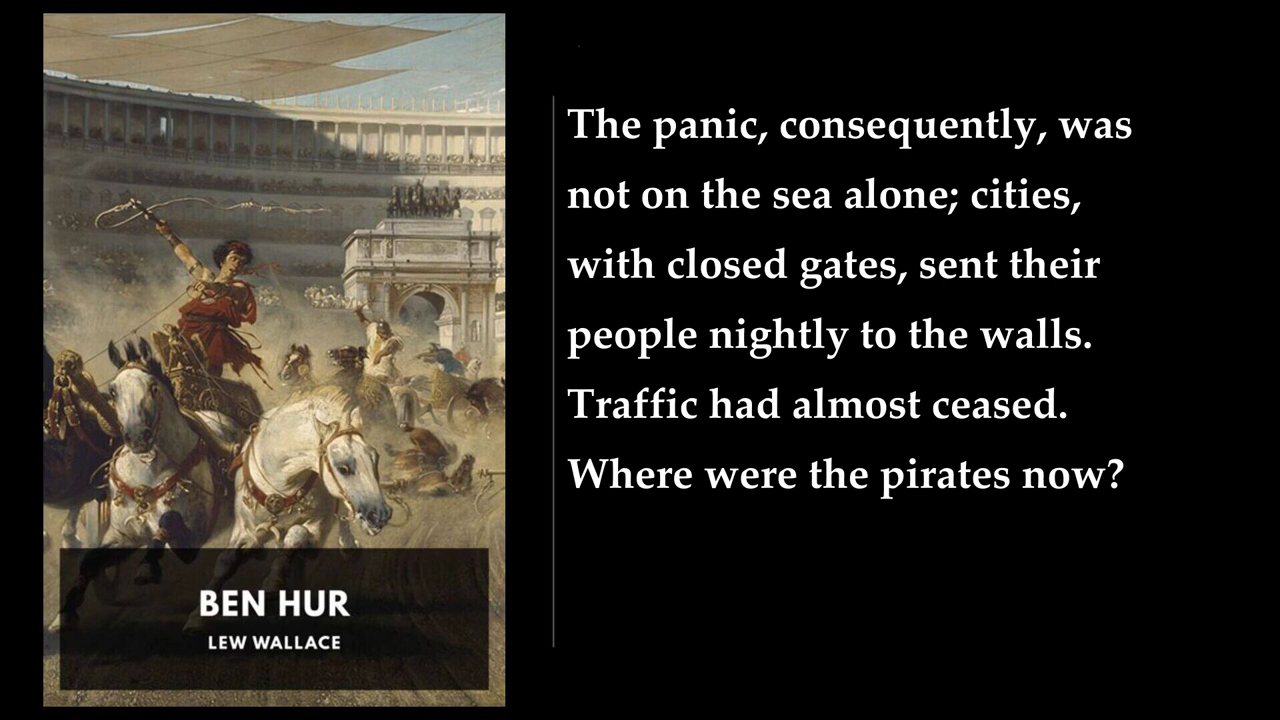 BEN HUR
LEW WALLACE
The panic, consequently, was
not on the sea alone; cities,
with closed gates, sent their
people nightly to the walls.
Traffic had almost ceased.
Where were the pirates now?